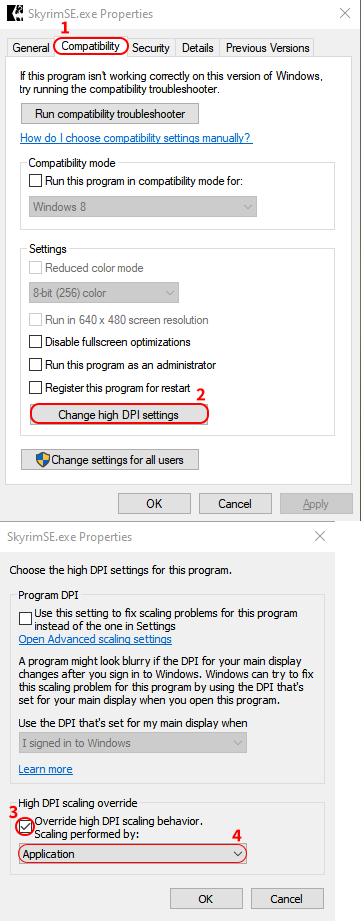 SkyrimSE.exe Properties
1
General Compatibility Security Details Previous Versions
If this program isn't working correctly on this version of Windows,
try running the compatibility troubleshooter.
Run compatibility troubleshooter
How do I choose compatibility settings manually?
Compatibility mode
Run this program in compatibility mode for:
Windows 8
Settings
Reduced color mode
8-bit (256) color
Run in 640 x 480 screen resolution
Disable fullscreen optimizations
Run this program as an administrator
Register this program for restart
2
Change high DPI settings
Change settings for all users
OK Cancel Apply
SkyrimSE.exe Properties
Choose the high DPI settings for this program.
Program DPI
Use this setting to fix scaling problems for this program
instead of the one in Settings
Open Advanced scaling settings
A program might look blurry if the DPI for your main display
changes after you sign in to Windows. Windows can try to fix
this scaling problem for this program by using the DPI that's
set for your main display when you open this program.
Use the DPI that's set for my main display when
I signed in to Windows
Learn more
High DPI scaling override
3 Override high DPI scaling behavior.
Scaling performed by:
4
Application
OK Cancel